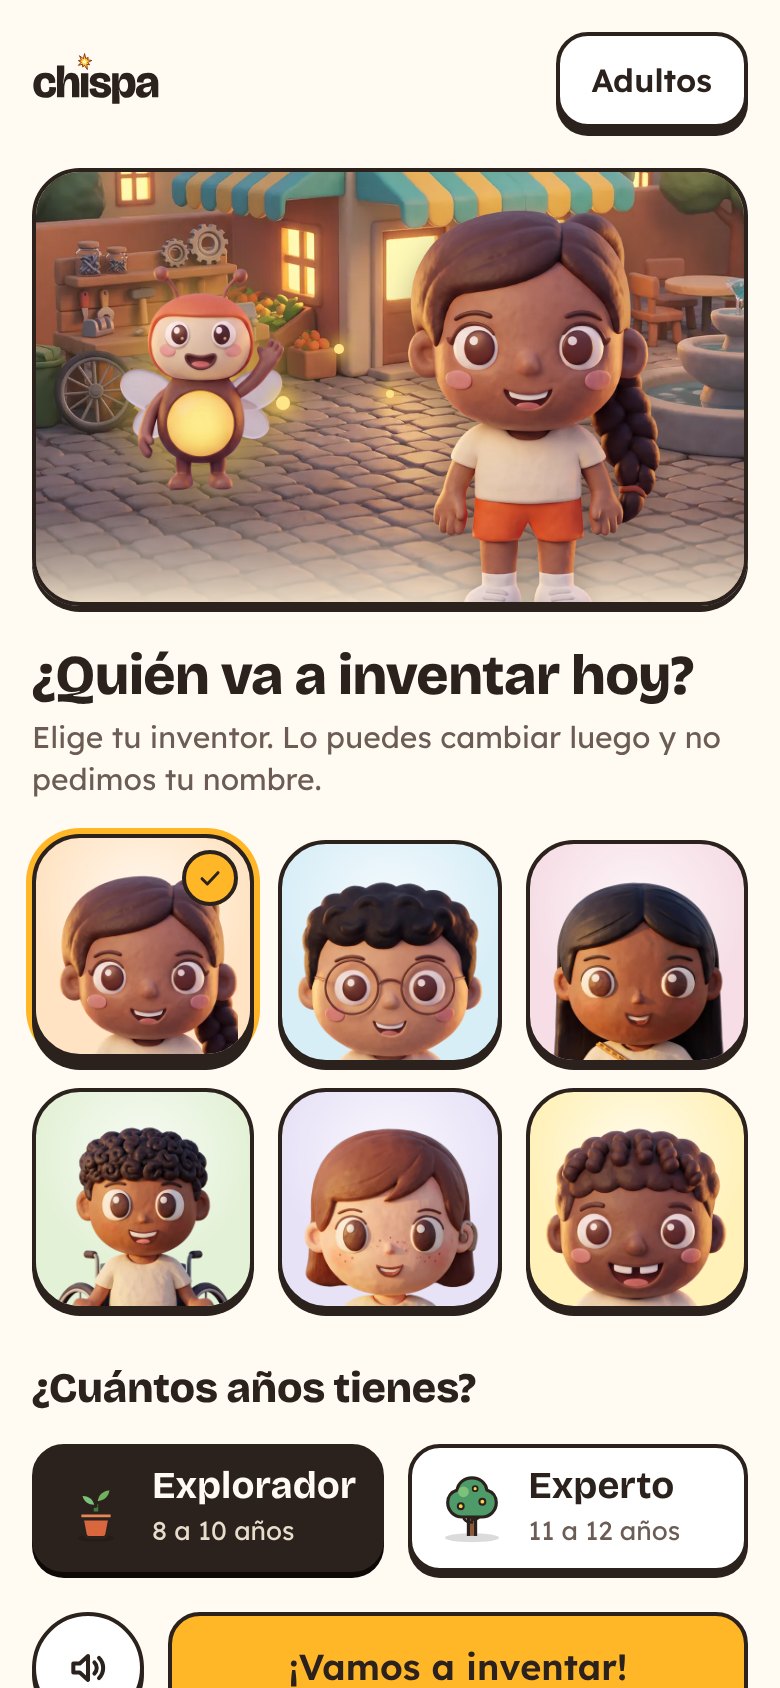 chispa
Adultos
¿Quién va a inventar hoy?
Elige tu inventor. Lo puedes cambiar luego y no
pedimos tu nombre.
¿Cuántos años tienes?
Explorador
8 a 10 años
Experto
11 a 12 años
¡Vamos a inventar!